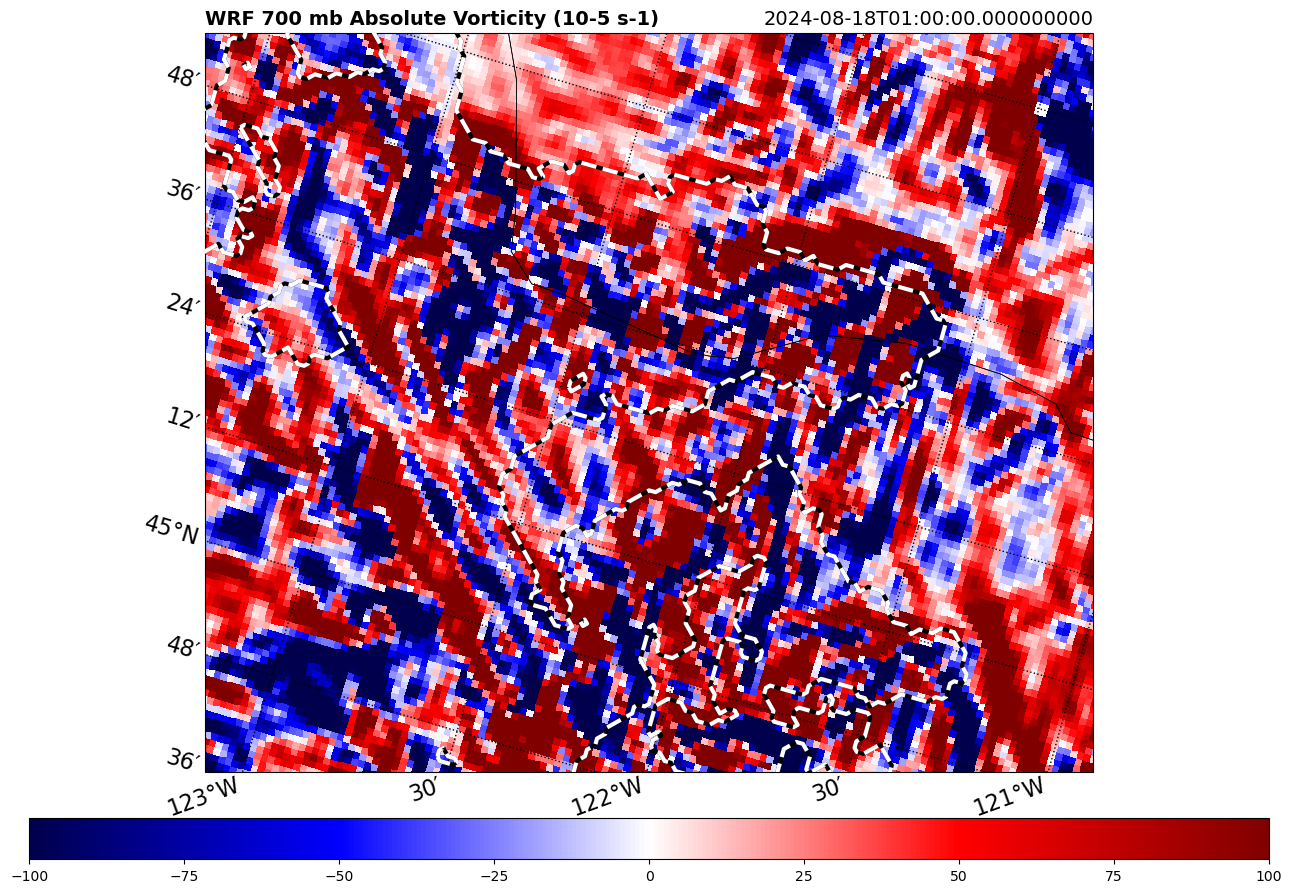 WRF 700 mb Absolute Vorticity (10-5 s-1) 2024-08-18T01:00:00.000000000
48′
36′
24′
12′
45°N
48′
36′
123°W 30′ 122°W 30′ 121°W
−100 −75 −50 −25 0 25 50 75 100